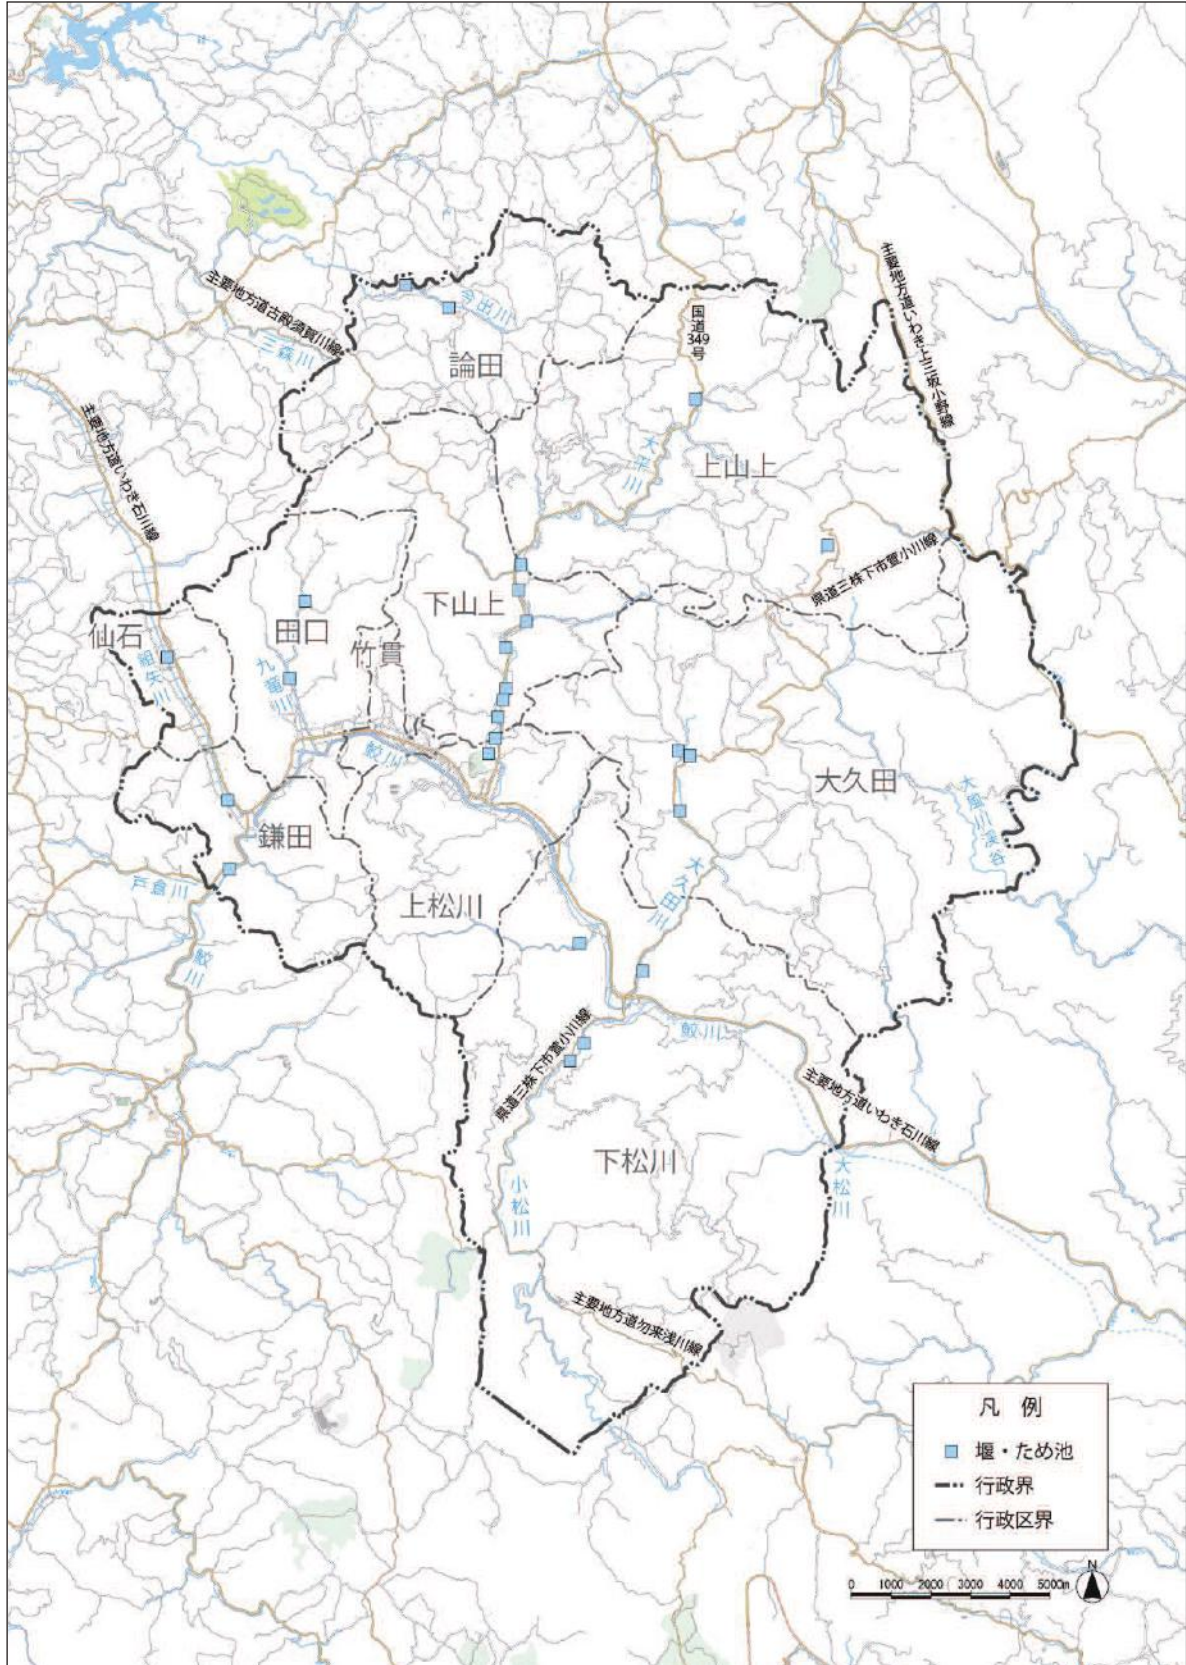 主要地方道古殿須賀川線
今出川
三森川
論田
国道
349
号
主要地方道いわき上三坂小野線
主要地方道いわき石川線
大平川
上山上
県道三株下市萱小川線
仙石
組矢川
田口
九竜川
竹貫
下山上
鮫川
大久田
大風川渓谷
鎌田
戸倉川
鮫川
上松川
大久田川
県道三株下市萱小川線
鮫川
主要地方道いわき石川線
下松川
小松川
大松川
主要地方道勿来浅川線
凡 例
堰・ため池
行政界
行政区界
0 1000 2000 3000 4000 5000m
N